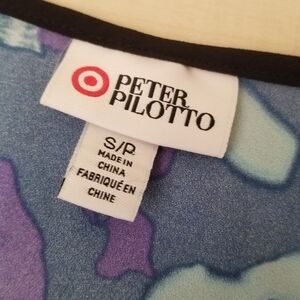 PETER
PILOTTO
S/P
MADE IN
CHINA
FABRIQUÉ EN
CHINE